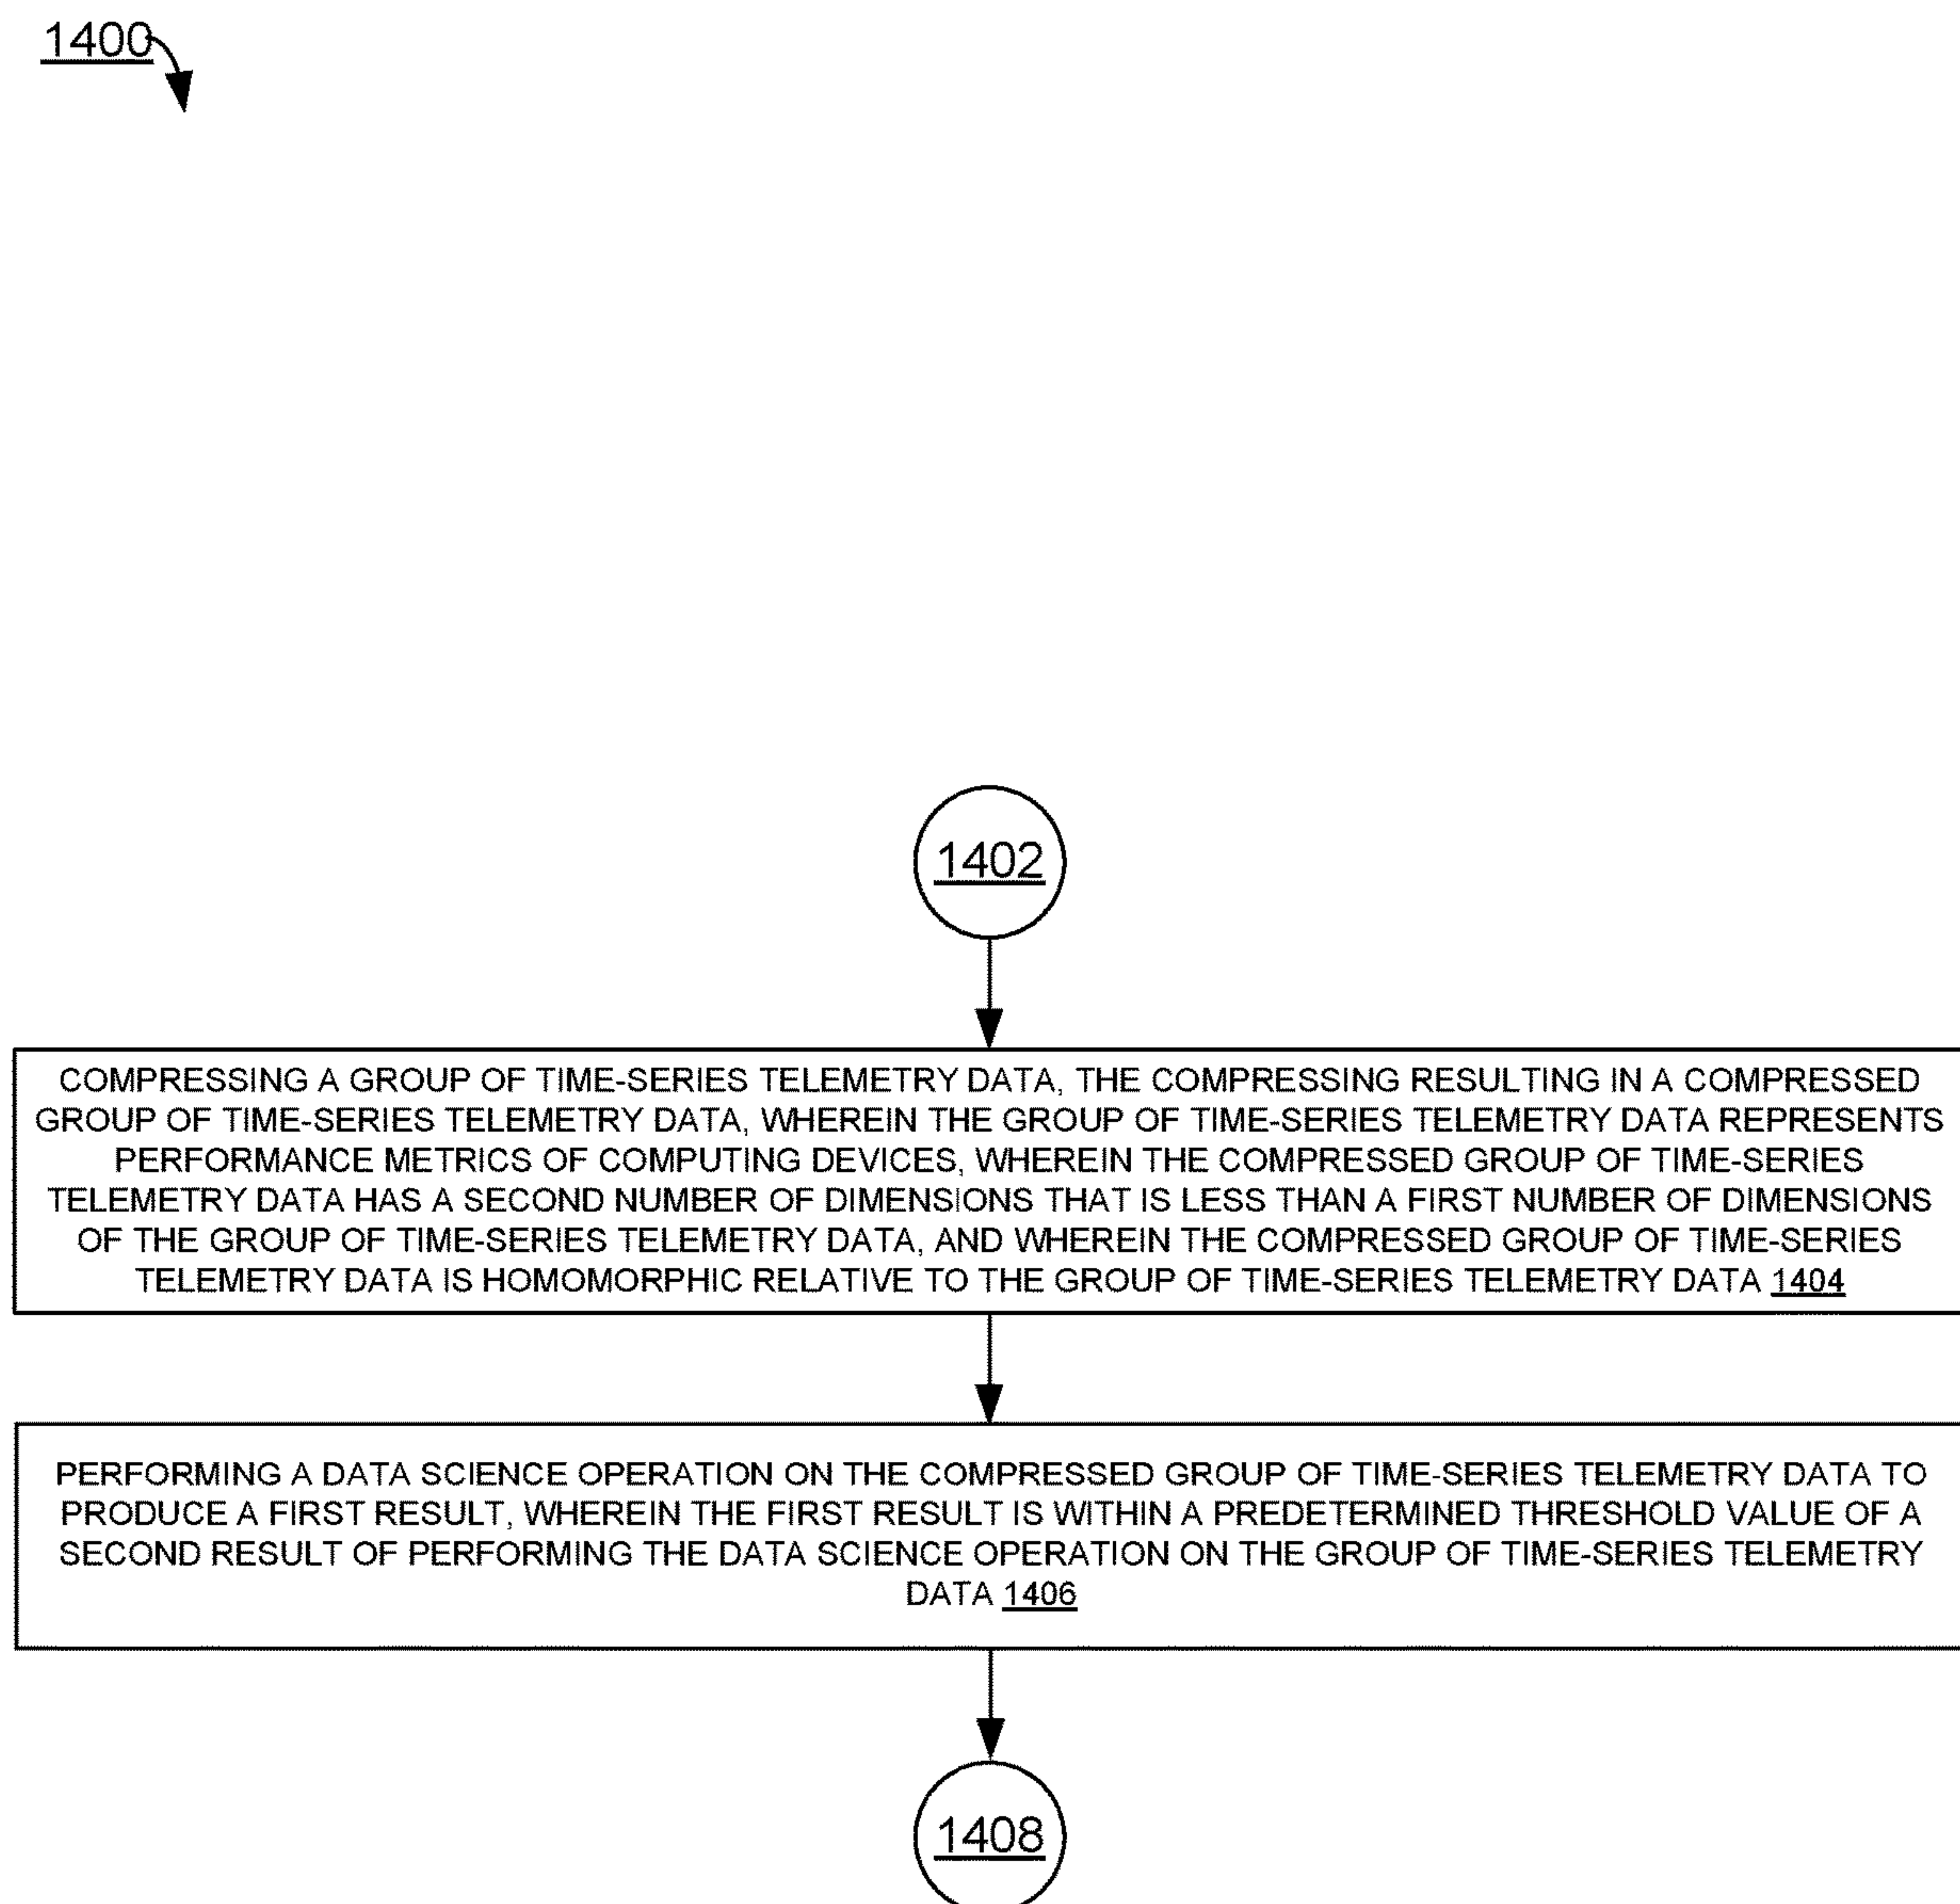 1400
1402
COMPRESSING A GROUP OF TIME-SERIES TELEMETRY DATA, THE COMPRESSING RESULTING IN A COMPRESSED
GROUP OF TIME-SERIES TELEMETRY DATA, WHEREIN THE GROUP OF TIME-SERIES TELEMETRY DATA REPRESENTS
PERFORMANCE METRICS OF COMPUTING DEVICES, WHEREIN THE COMPRESSED GROUP OF TIME-SERIES
TELEMETRY DATA HAS A SECOND NUMBER OF DIMENSIONS THAT IS LESS THAN A FIRST NUMBER OF DIMENSIONS
OF THE GROUP OF TIME-SERIES TELEMETRY DATA, AND WHEREIN THE COMPRESSED GROUP OF TIME-SERIES
TELEMETRY DATA IS HOMOMORPHIC RELATIVE TO THE GROUP OF TIME-SERIES TELEMETRY DATA 1404
PERFORMING A DATA SCIENCE OPERATION ON THE COMPRESSED GROUP OF TIME-SERIES TELEMETRY DATA TO
PRODUCE A FIRST RESULT, WHEREIN THE FIRST RESULT IS WITHIN A PREDETERMINED THRESHOLD VALUE OF A
SECOND RESULT OF PERFORMING THE DATA SCIENCE OPERATION ON THE GROUP OF TIME-SERIES TELEMETRY
DATA 1406
1408